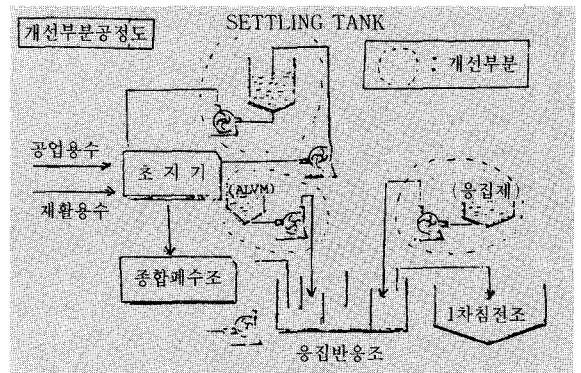 개선부분공정도
SETTLING TANK
: 개선부분
공업용수
초지기
재활용수
(ALVM)
(응집제)
종합폐수조
1차침전조
응집반응조